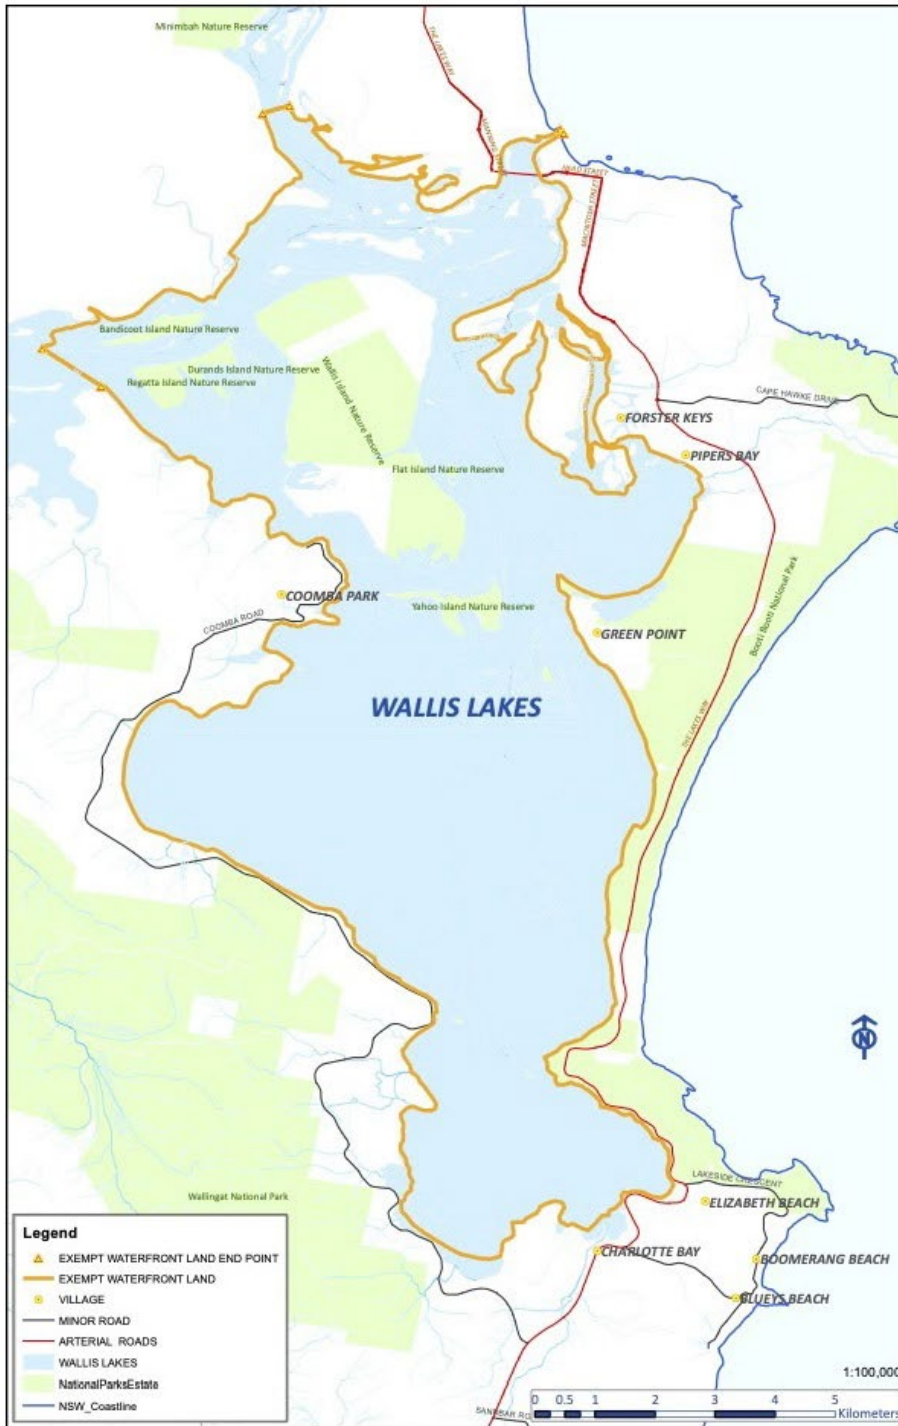 Minimbah Nature Reserve
THE LAKES WAY
MANNING STREET
HEAD STREET
MACINTOSH STREET
Bandicoot Island Nature Reserve
Durands Island Nature Reserve
Regatta Island Nature Reserve
Wallis Island Nature Reserve
CAPE HAWKE DRIVE
FORSTER KEYS
PIPERS BAY
Flat Island Nature Reserve
COOMBA PARK
COOMBA ROAD
Yahoo Island Nature Reserve
GREEN POINT
Booti Booti National Park
WALLIS LAKES
THE LAKES WAY
N
LAKESIDE CRESCENT
Wallingat National Park
ELIZABETH BEACH
CHARLOTTE BAY
BOOMERANG BEACH
BLUEYS BEACH
Legend
EXEMPT WATERFRONT LAND END POINT
EXEMPT WATERFRONT LAND
VILLAGE
MINOR ROAD
ARTERIAL ROADS
WALLIS LAKES
NationalParksEstate
NSW_Coastline
1:100,000
SANDBAR RO
0 0.5 1 2 3 4 5
Kilometers